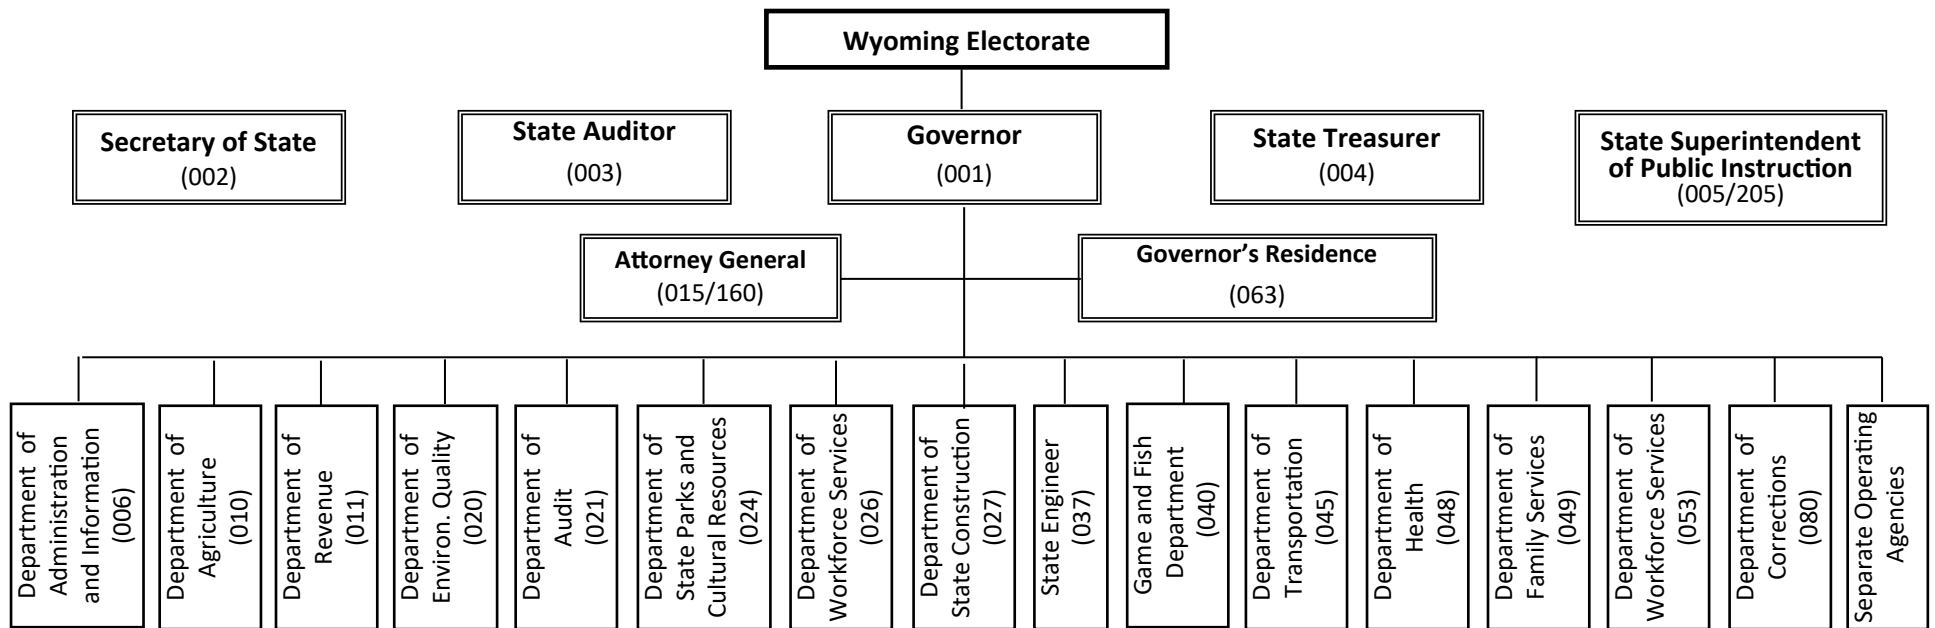 Wyoming Electorate
Secretary of State
(002)
State Auditor
(003)
Governor
(001)
State Treasurer
(004)
State Superintendent
of Public Instruction
(005/205)
Attorney General
(015/160)
Governor’s Residence
(063)
Department of
Administration
and Information
(006)
Department of
Agriculture
(010)
Department of
Revenue
(011)
Department of
Environ. Quality
(020)
Department of
Audit
(021)
Department of
State Parks and
Cultural Resources
(024)
Department of
Workforce Services
(026)
Department of
State Construction
(027)
State Engineer
(037)
Game and Fish
Department
(040)
Department of
Transportation
(045)
Department of
Health
(048)
Department of
Family Services
(049)
Department of
Workforce Services
(053)
Department of
Corrections
(080)
Separate Operating
Agencies